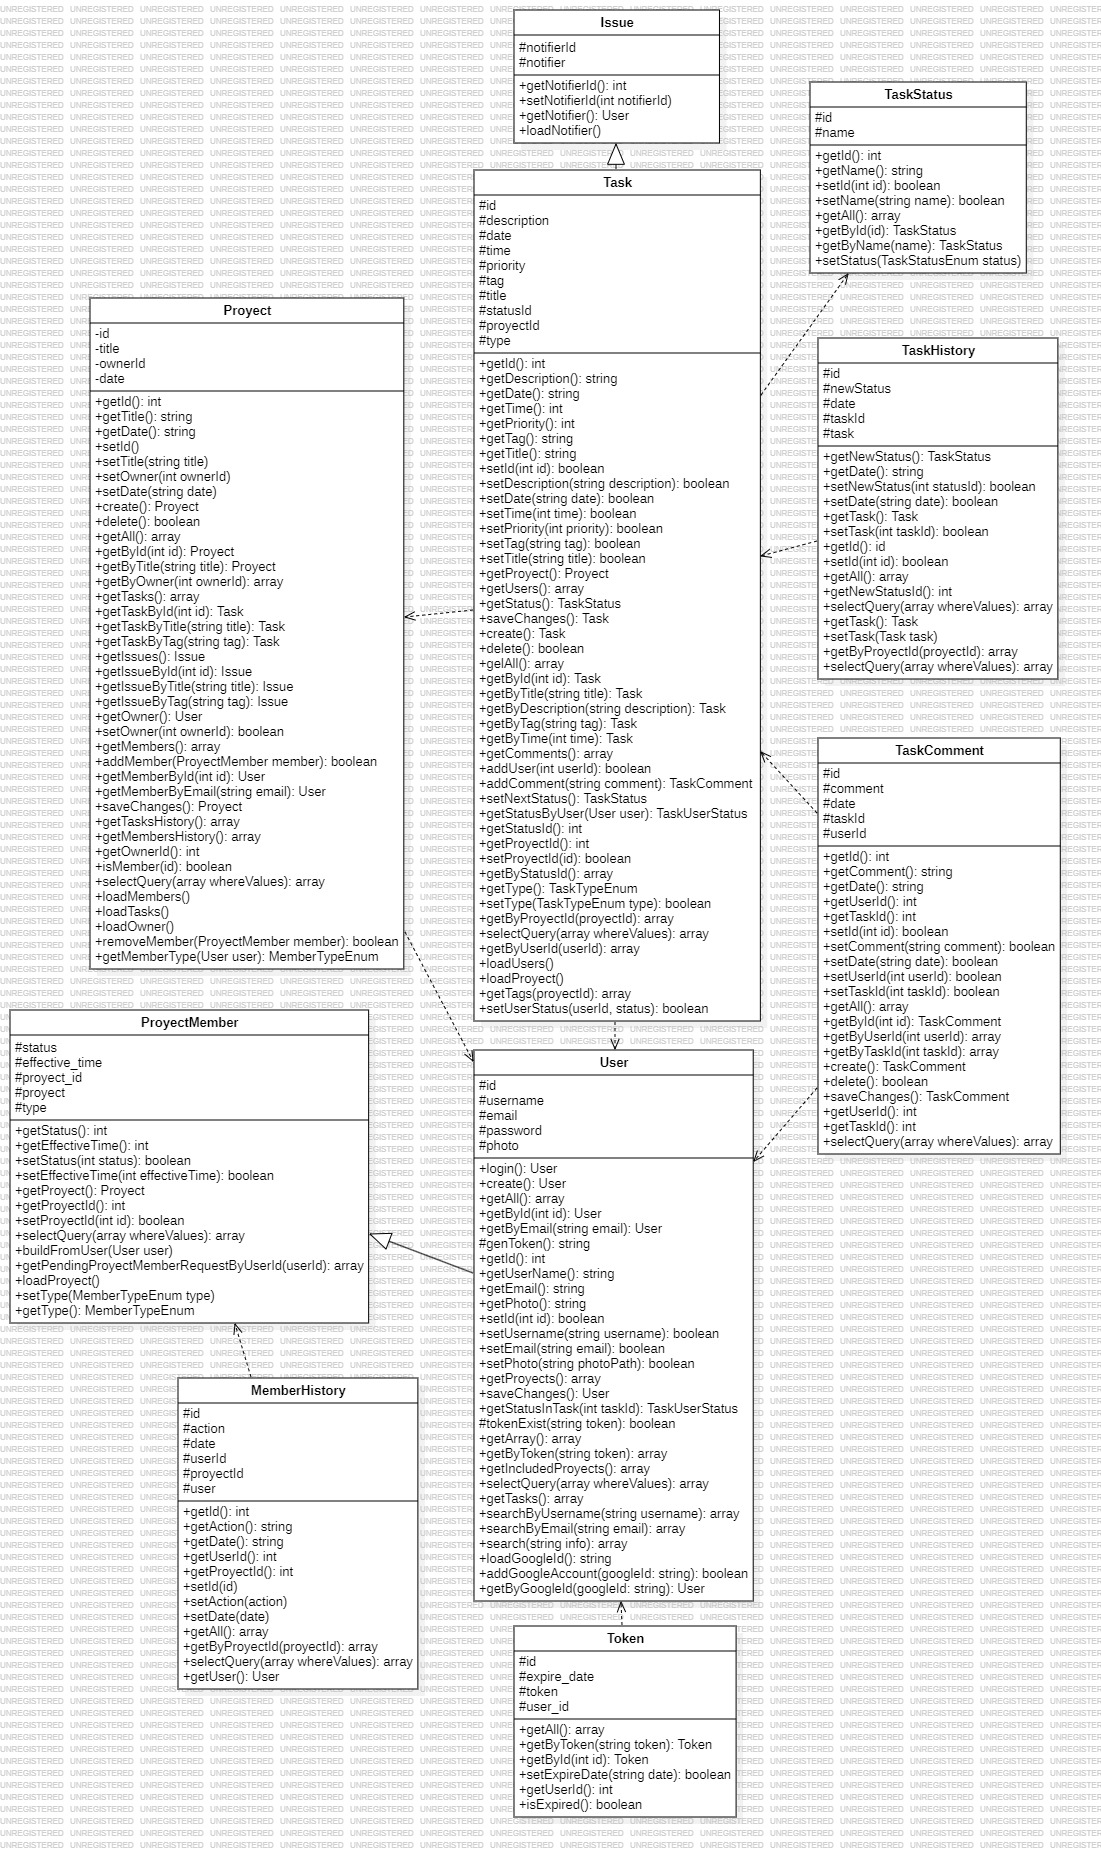 Issue
#notifierId
#notifier
+getNotifierId(): int
+setNotifierId(int notifierId)
+getNotifier(): User
+loadNotifier()
TaskStatus
#id
#name
+getId(): int
+getName(): string
+setId(int id): boolean
+setName(string name): boolean
+getAll(): array
+getById(id): TaskStatus
+getByName(name): TaskStatus
+setStatus(TaskStatusEnum status)
Task
#id
#description
#date
#time
#priority
#tag
#title
#statusId
#proyectId
#type
+getId(): int
+getDescription(): string
+getDate(): string
+getTime(): int
+getPriority(): int
+getTag(): string
+getTitle(): string
+setId(int id): boolean
+setDescription(string description): boolean
+setDate(string date): boolean
+setTime(int time): boolean
+setPriority(int priority): boolean
+setTag(string tag): boolean
+setTitle(string title): boolean
+getProyect(): Proyect
+getUsers(): array
+getStatus(): TaskStatus
+saveChanges(): Task
+create(): Task
+delete(): boolean
+gelAll(): array
+getById(int id): Task
+getByTitle(string title): Task
+getByDescription(string description): Task
+getByTag(string tag): Task
+getByTime(int time): Task
+getComments(): array
+addUser(int userId): boolean
+addComment(string comment): TaskComment
+setNextStatus(): TaskStatus
+getStatusByUser(User user): TaskUserStatus
+getStatusId(): int
+getProyectId(): int
+setProyectId(id): boolean
+getByStatusId(): array
+getType(): TaskTypeEnum
+setType(TaskTypeEnum type): boolean
+getByProyectId(proyectId): array
+selectQuery(array whereValues): array
+getByUserId(userId): array
+loadUsers()
+loadProyect()
+getTags(proyectId): array
+setUserStatus(userId, status): boolean
Proyect
-id
-title
-ownerId
-date
+getId(): int
+getTitle(): string
+getDate(): string
+setId()
+setTitle(string title)
+setOwner(int ownerId)
+setDate(string date)
+create(): Proyect
+delete(): boolean
+getAll(): array
+getById(int id): Proyect
+getByTitle(string title): Proyect
+getByOwner(int ownerId): array
+getTasks(): array
+getTaskById(int id): Task
+getTaskByTitle(string title): Task
+getTaskByTag(string tag): Task
+getIssues(): Issue
+getIssueById(int id): Issue
+getIssueByTitle(string title): Issue
+getIssueByTag(string tag): Issue
+getOwner(): User
+setOwner(int ownerId): boolean
+getMembers(): array
+addMember(ProyectMember member): boolean
+getMemberById(int id): User
+getMemberByEmail(string email): User
+saveChanges(): Proyect
+getTasksHistory(): array
+getMembersHistory(): array
+getOwnerId(): int
+isMember(id): boolean
+selectQuery(array whereValues): array
+loadMembers()
+loadTasks()
+loadOwner()
+removeMember(ProyectMember member): boolean
+getMemberType(User user): MemberTypeEnum
TaskHistory
#id
#newStatus
#date
#taskId
#task
+getNewStatus(): TaskStatus
+getDate(): string
+setNewStatus(int statusId): boolean
+setDate(string date): boolean
+getTask(): Task
+setTask(int taskId): boolean
+getId(): id
+setId(int id): boolean
+getAll(): array
+getNewStatusId(): int
+selectQuery(array whereValues): array
+getTask(): Task
+setTask(Task task)
+getByProyectId(proyectId): array
+selectQuery(array whereValues): array
TaskComment
#id
#comment
#date
#taskId
#userId
+getId(): int
+getComment(): string
+getDate(): string
+getUserId(): int
+getTaskId(): int
+setId(int id): boolean
+setComment(string comment): boolean
+setDate(string date): boolean
+setUserId(int userId): boolean
+setTaskId(int taskId): boolean
+getAll(): array
+getById(int id): TaskComment
+getByUserId(int userId): array
+getByTaskId(int taskId): array
+create(): TaskComment
+delete(): boolean
+saveChanges(): TaskComment
+getUserId(): int
+getTaskId(): int
+selectQuery(array whereValues): array
ProyectMember
#status
#effective_time
#proyect_id
#proyect
#type
+getStatus(): int
+getEffectiveTime(): int
+setStatus(int status): boolean
+setEffectiveTime(int effectiveTime): boolean
+getProyect(): Proyect
+getProyectId(): int
+setProyectId(int id): boolean
+selectQuery(array whereValues): array
+buildFromUser(User user)
+getPendingProyectMemberRequestByUserId(userId): array
+loadProyect()
+setType(MemberTypeEnum type)
+getType(): MemberTypeEnum
User
#id
#username
#email
#password
#photo
+login(): User
+create(): User
+getAll(): array
+getById(int id): User
+getByEmail(string email): User
#genToken(): string
+getId(): int
+getUserName(): string
+getEmail(): string
+getPhoto(): string
+setId(int id): boolean
+setUsername(string username): boolean
+setEmail(string email): boolean
+setPhoto(string photoPath): boolean
+getProyects(): array
+saveChanges(): User
+getStatusInTask(int taskId): TaskUserStatus
#tokenExist(string token): boolean
+getArray(): array
+getByToken(string token): array
+getIncludedProyects(): array
+selectQuery(array whereValues): array
+getTasks(): array
+searchByUsername(string username): array
+searchByEmail(string email): array
+search(string info): array
+loadGoogleId(): string
+addGoogleAccount(googleId: string): boolean
+getByGoogleId(googleId: string): User
MemberHistory
#id
#action
#date
#userId
#proyectId
#user
+getId(): int
+getAction(): string
+getDate(): string
+getUserId(): int
+getProyectId(): int
+setId(id)
+setAction(action)
+setDate(date)
+getAll(): array
+getByProyectId(proyectId): array
+selectQuery(array whereValues): array
+getUser(): User
Token
#id
#expire_date
#token
#user_id
+getAll(): array
+getByToken(string token): Token
+getById(int id): Token
+setExpireDate(string date): boolean
+getUserId(): int
+isExpired(): boolean